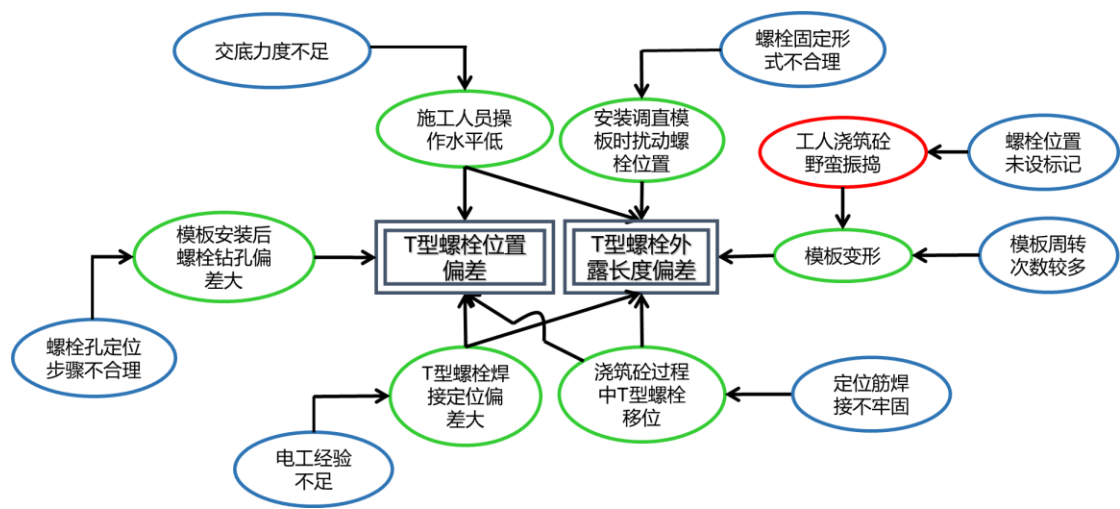 交底力度不足
螺栓固定形
式不合理
施工人员操
作水平低
安装调直模
板时扰动螺
栓位置
工人浇筑砼
野蛮振捣
螺栓位置
未设标记
模板安装后
螺栓钻孔偏
差大
T型螺栓位置
偏差
T型螺栓外
露长度偏差
模板变形
模板周转
次数较多
螺栓孔定位
步骤不合理
T型螺栓焊
接定位偏
差大
浇筑砼过程
中T型螺栓
移位
定位筋焊
接不牢固
电工经验
不足